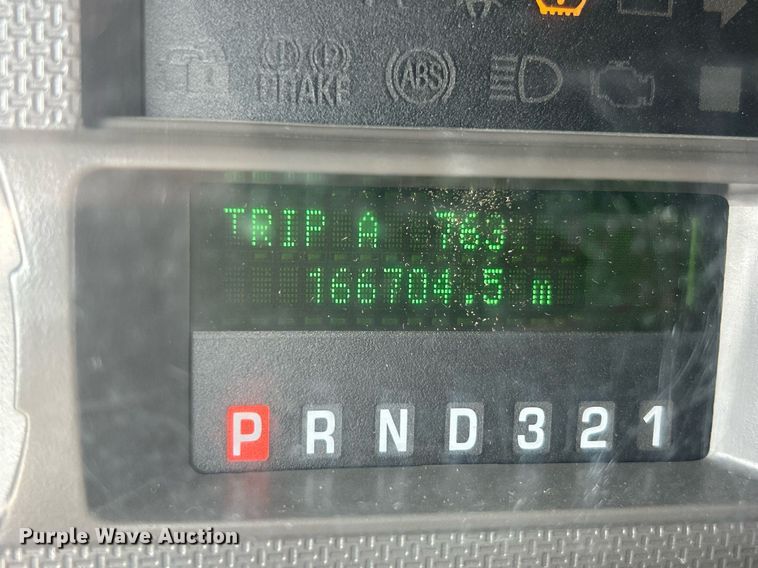 BRAKE
ABS
TRIP A 763
166704.5 m
P R N D 3 2 1
Purple Wave Auction